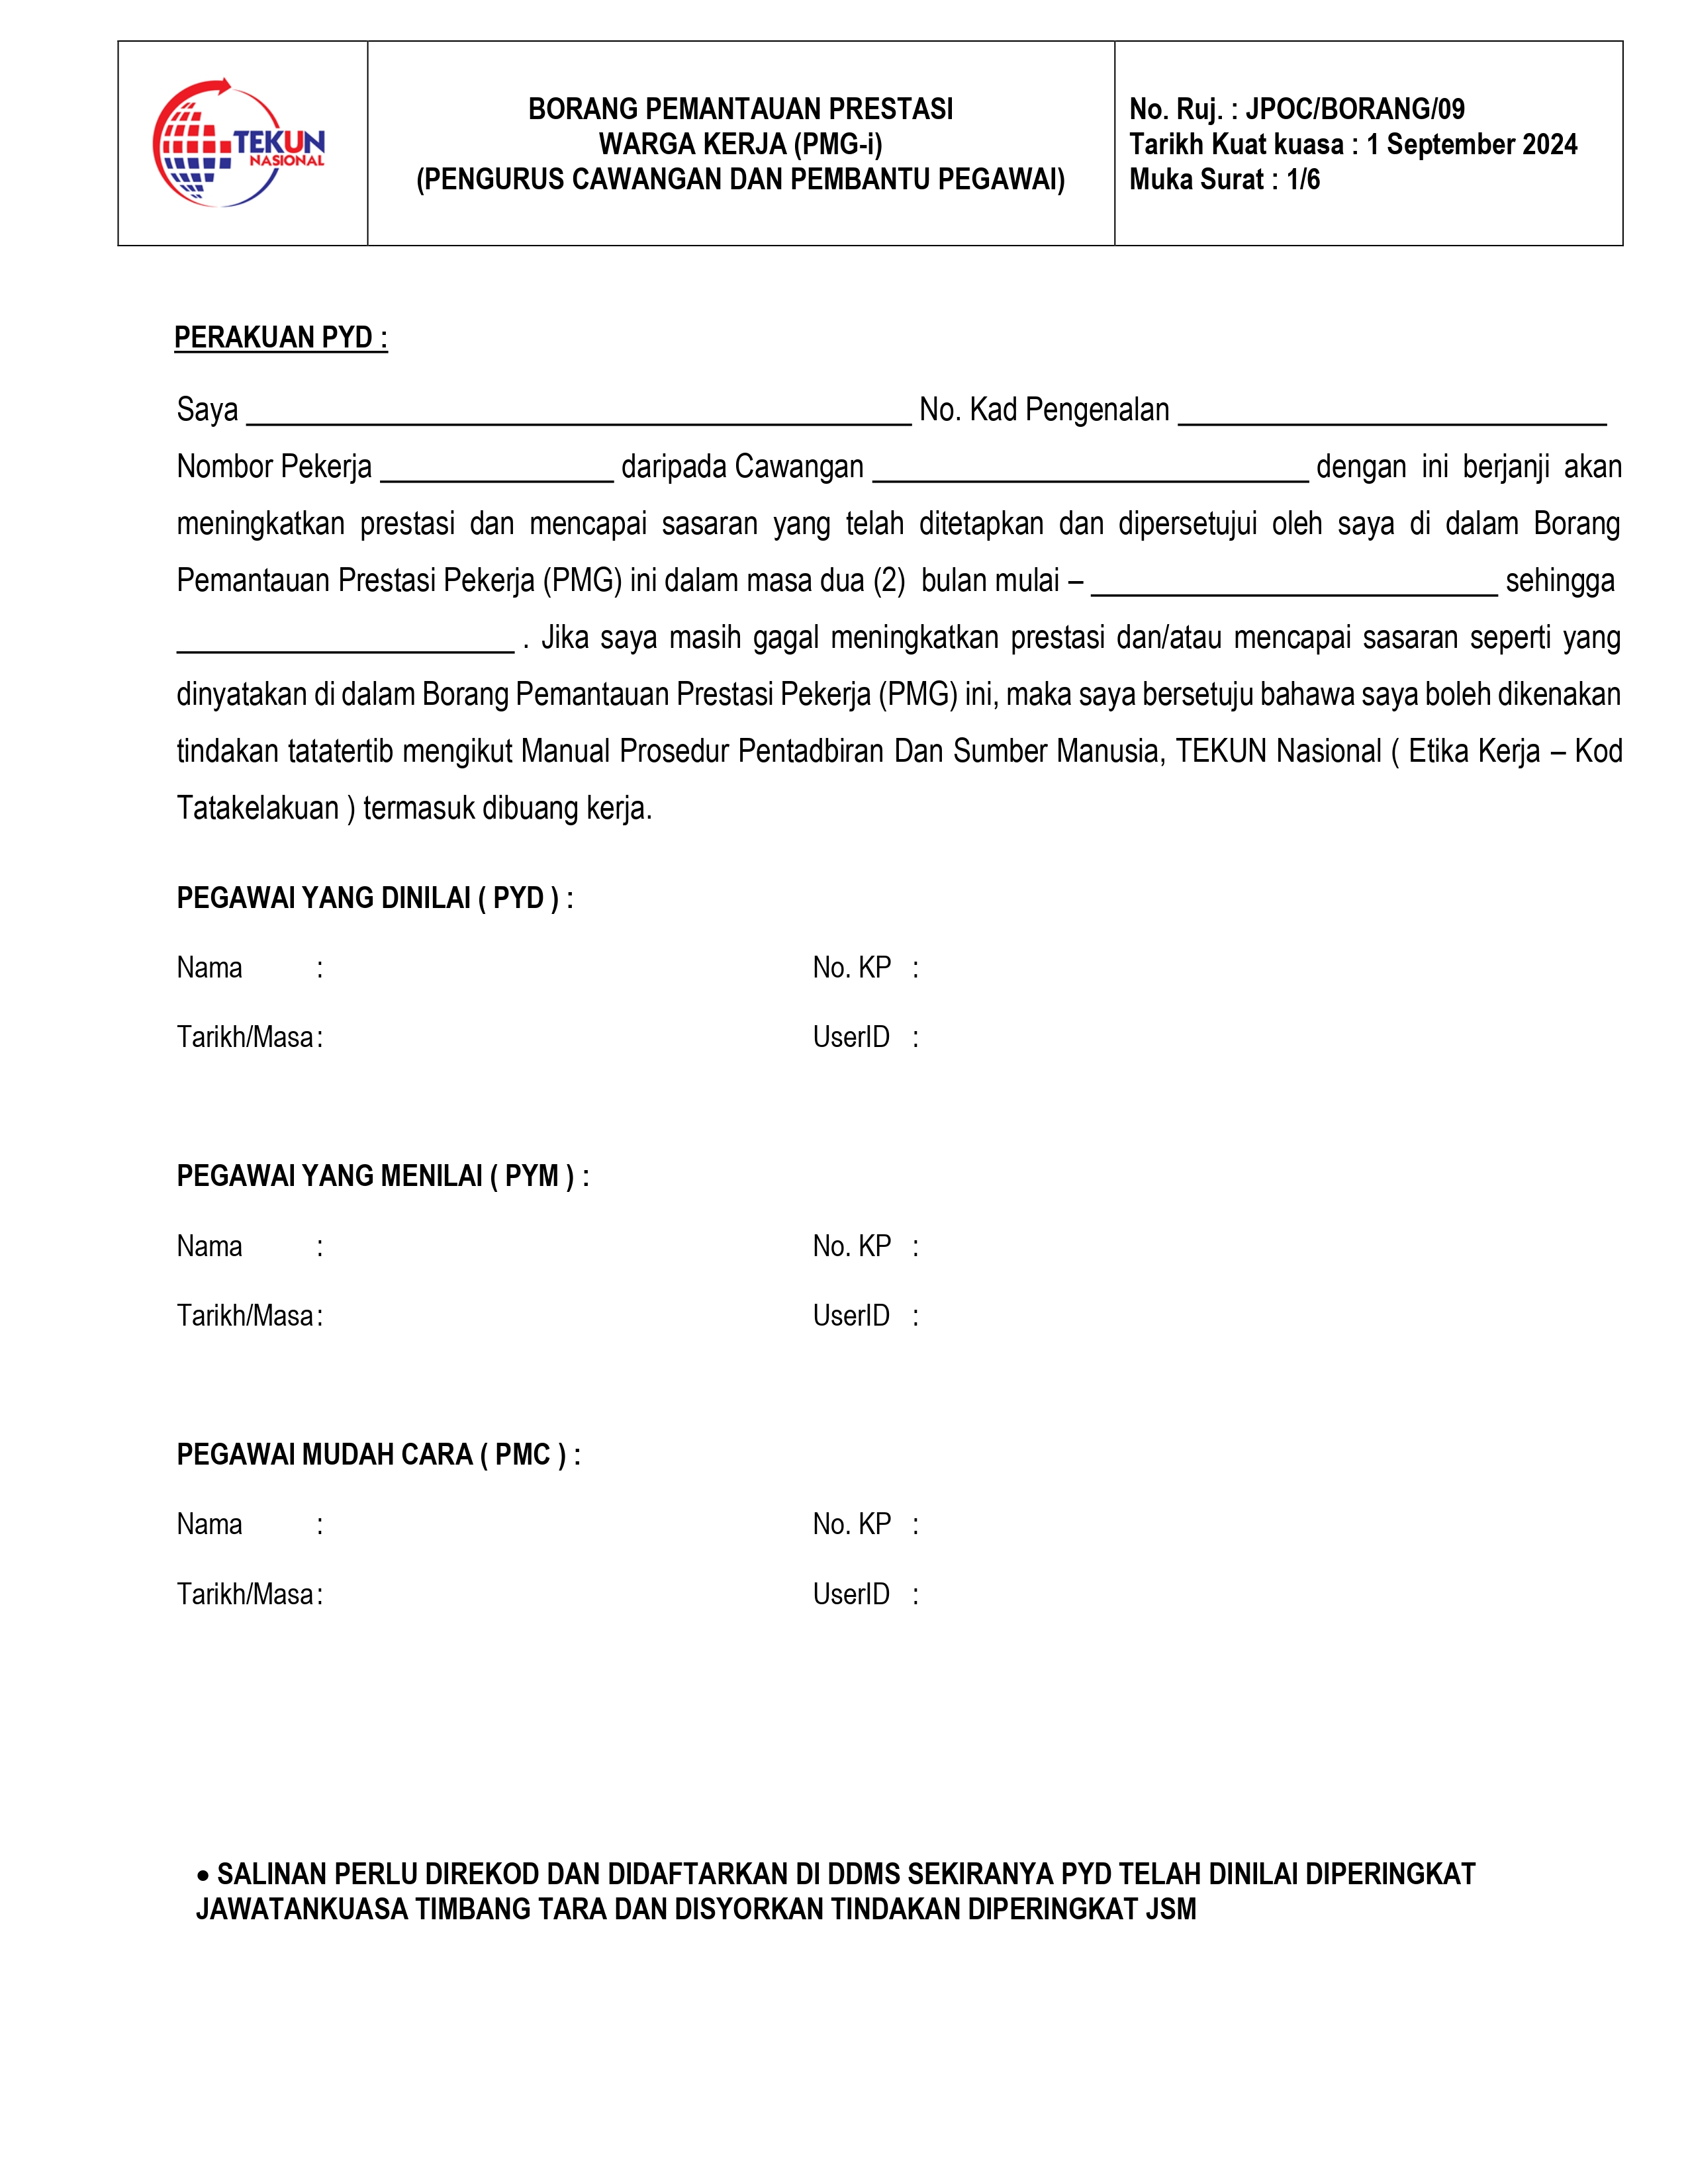 TEKUN
NASIONAL
BORANG PEMANTAUAN PRESTASI
WARGA KERJA (PMG-i)
(PENGURUS CAWANGAN DAN PEMBANTU PEGAWAI)
No. Ruj. : JPOC/BORANG/09
Tarikh Kuat kuasa : 1 September 2024
Muka Surat : 1/6
PERAKUAN PYD :
Saya ______________________________ No. Kad Pengenalan ____________________
Nombor Pekerja ___________ daripada Cawangan ____________________ dengan ini berjanji akan
meningkatkan prestasi dan mencapai sasaran yang telah ditetapkan dan dipersetujui oleh saya di dalam Borang
Pemantauan Prestasi Pekerja (PMG) ini dalam masa dua (2) bulan mulai – ___________________ sehingga
________________ . Jika saya masih gagal meningkatkan prestasi dan/atau mencapai sasaran seperti yang
dinyatakan di dalam Borang Pemantauan Prestasi Pekerja (PMG) ini, maka saya bersetuju bahawa saya boleh dikenakan
tindakan tatatertib mengikut Manual Prosedur Pentadbiran Dan Sumber Manusia, TEKUN Nasional ( Etika Kerja – Kod
Tatakelakuan ) termasuk dibuang kerja.
PEGAWAI YANG DINILAI ( PYD ) :
Nama : No. KP :
Tarikh/Masa : UserID :
PEGAWAI YANG MENILAI ( PYM ) :
Nama : No. KP :
Tarikh/Masa : UserID :
PEGAWAI MUDAH CARA ( PMC ) :
Nama : No. KP :
Tarikh/Masa : UserID :
• SALINAN PERLU DIREKOD DAN DIDAFTARKAN DI DDMS SEKIRANYA PYD TELAH DINILAI DIPERINGKAT
JAWATANKUASA TIMBANG TARA DAN DISYORKAN TINDAKAN DIPERINGKAT JSM